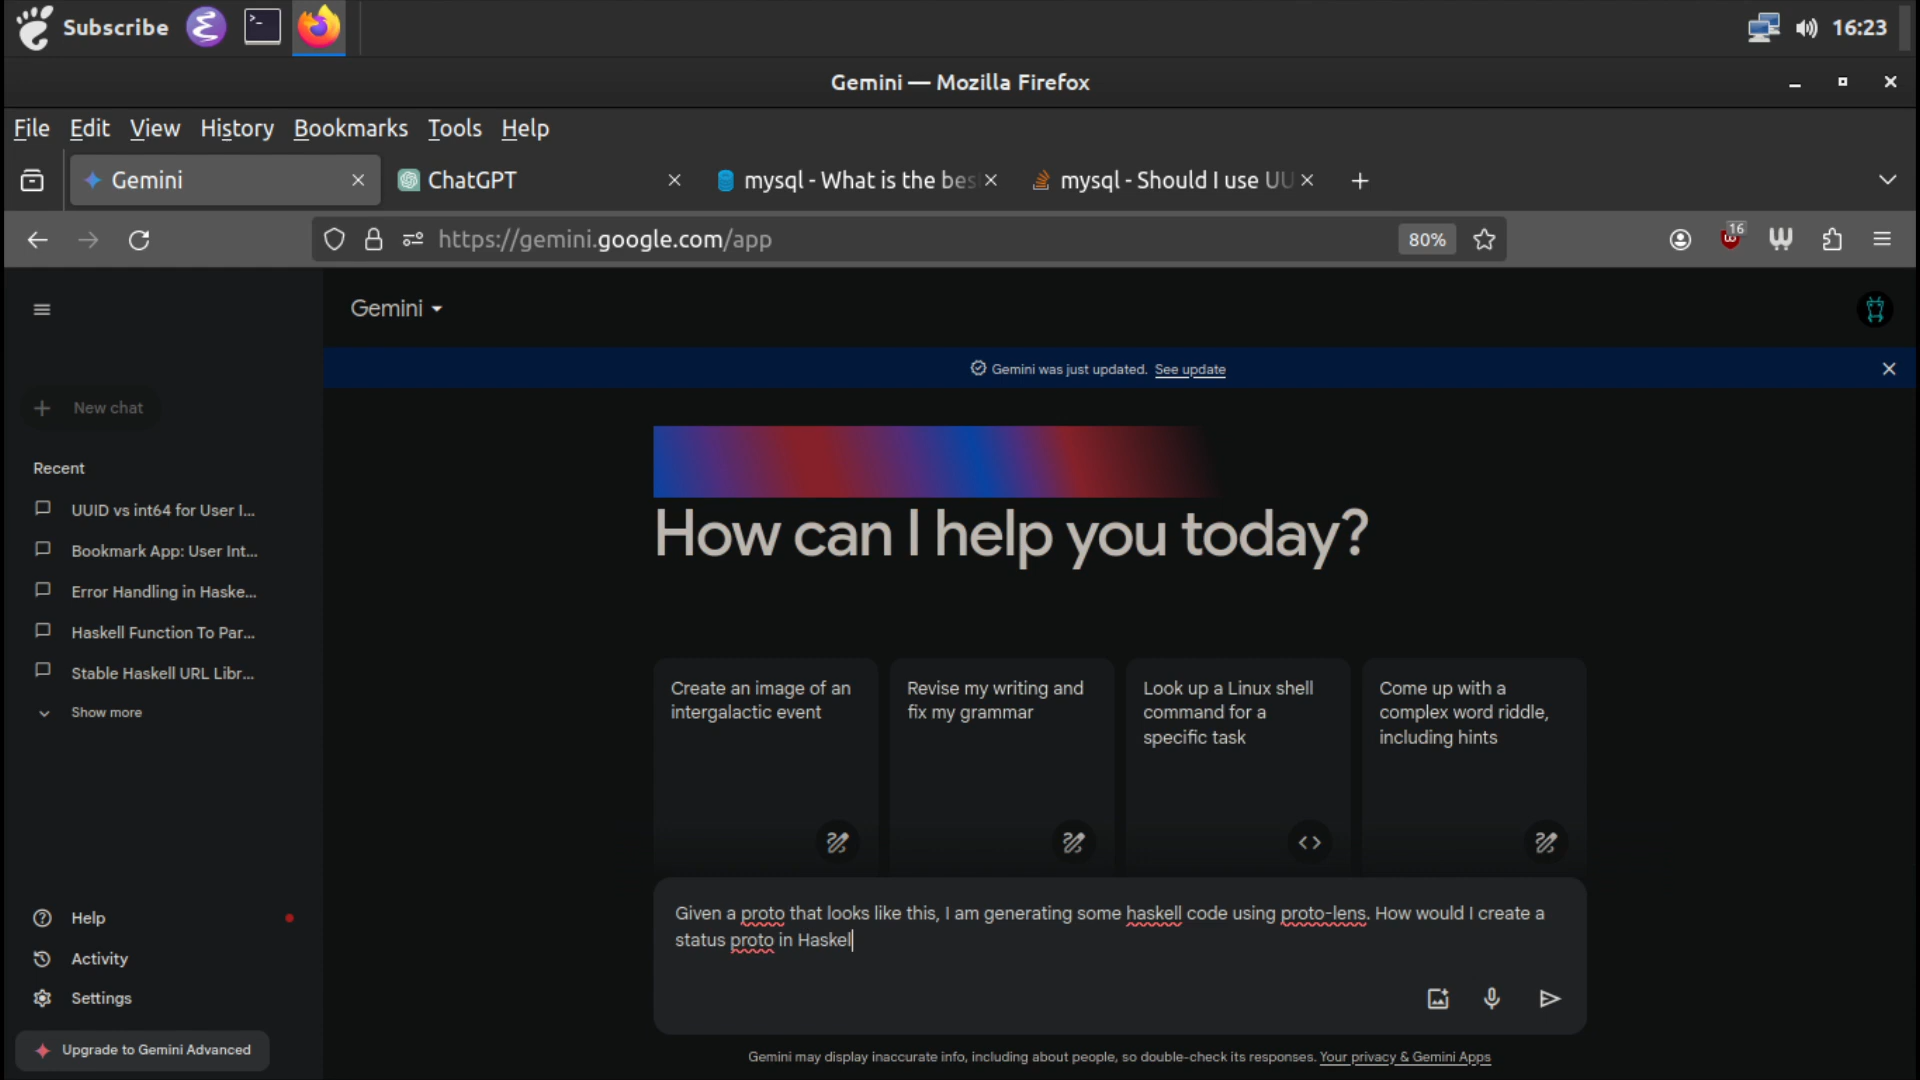 Subscribe
16:23
Gemini — Mozilla Firefox
File Edit View History Bookmarks Tools Help
Gemini
ChatGPT
mysql - What is the bes
mysql - Should I use UU
https://gemini.google.com/app
80%
16
Gemini
Gemini was just updated. See update
New chat
Recent
UUID vs int64 for User I...
Bookmark App: User Int...
Error Handling in Haske...
Haskell Function To Par...
Stable Haskell URL Libr...
Show more
How can I help you today?
Create an image of an
intergalactic event
Revise my writing and
fix my grammar
Look up a Linux shell
command for a
specific task
Come up with a
complex word riddle,
including hints
Given a proto that looks like this, I am generating some haskell code using proto-lens. How would I create a
status proto in Haskel
Help
Activity
Settings
Upgrade to Gemini Advanced
Gemini may display inaccurate info, including about people, so double-check its responses. Your privacy & Gemini Apps